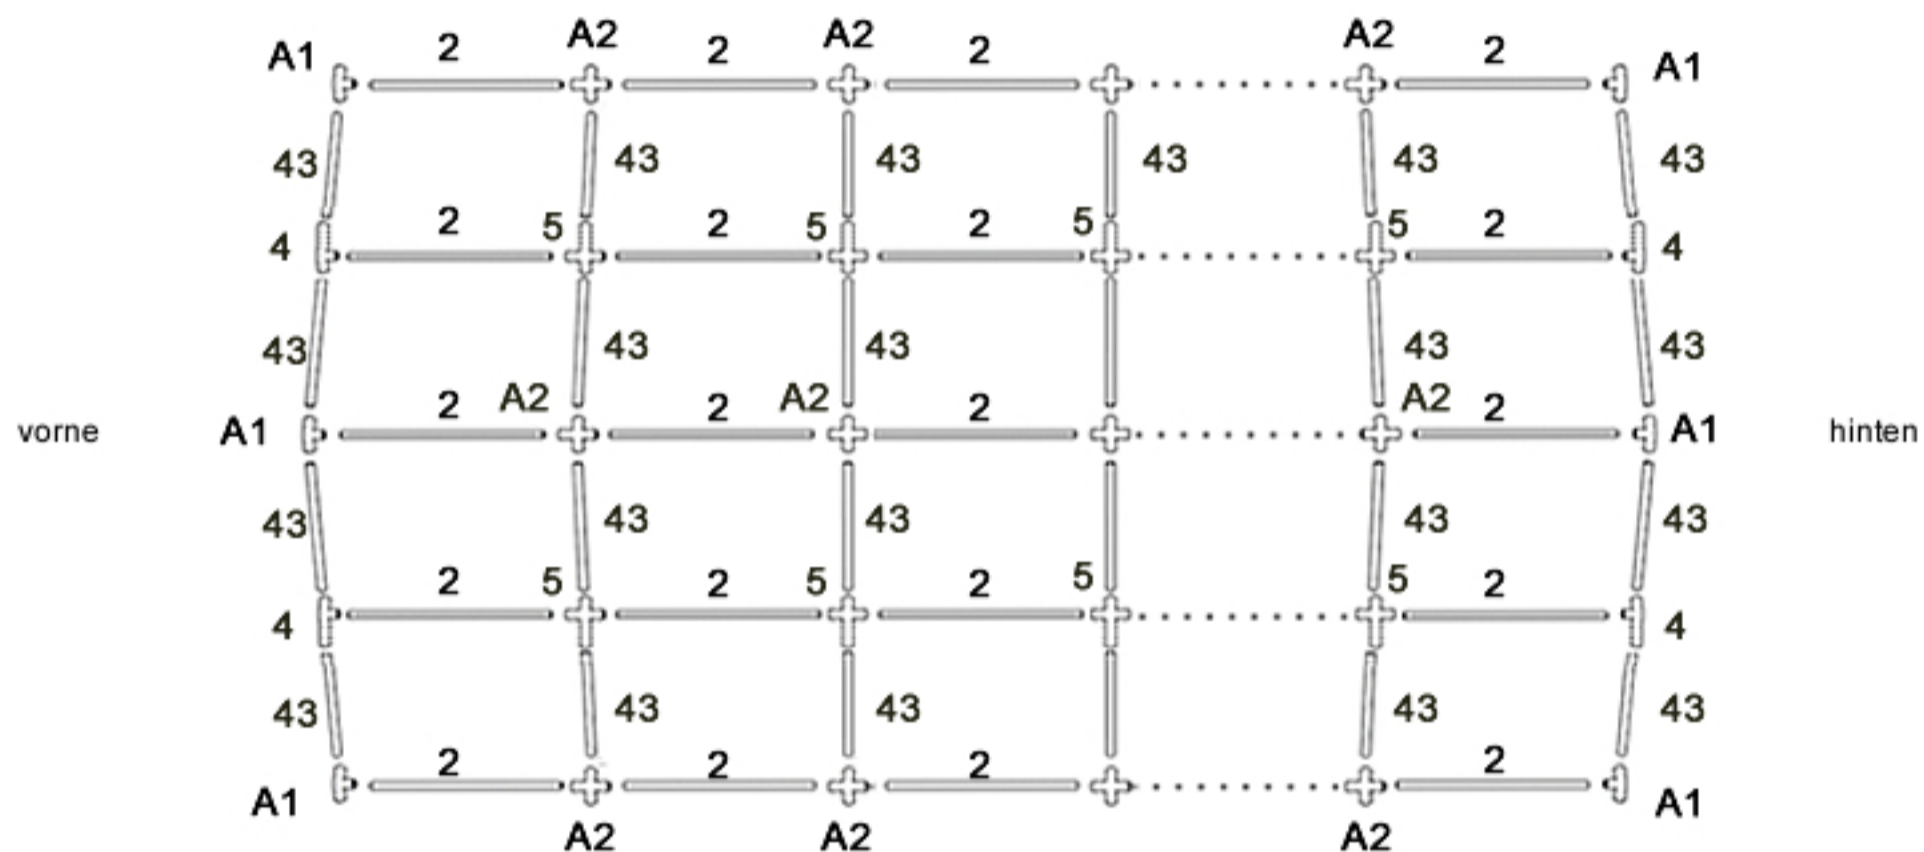 A1 2 A2 2 A2 2 A2 2 A1
43 43 43 43 43 43
4 2 5 2 5 2 5 5 2 4
43 43 43 43 43
vorne A1 2 A2 2 A2 2 A2 2 A1 hinten
43 43 43 43 43
4 2 5 2 5 2 5 5 2 4
43 43 43 43 43
A1 2 2 2 2 A1
A2 A2 A2